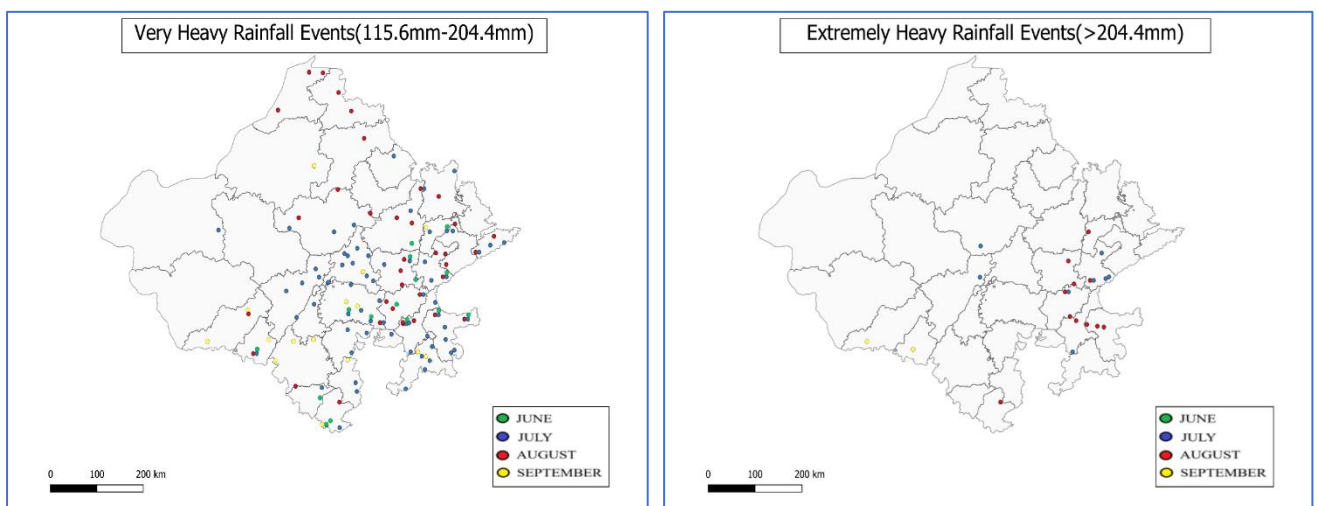 Very Heavy Rainfall Events(115.6mm-204.4mm)
JUNE
JULY
AUGUST
SEPTEMBER
0 100 200 km
Extremely Heavy Rainfall Events(>204.4mm)
JUNE
JULY
AUGUST
SEPTEMBER
0 100 200 km